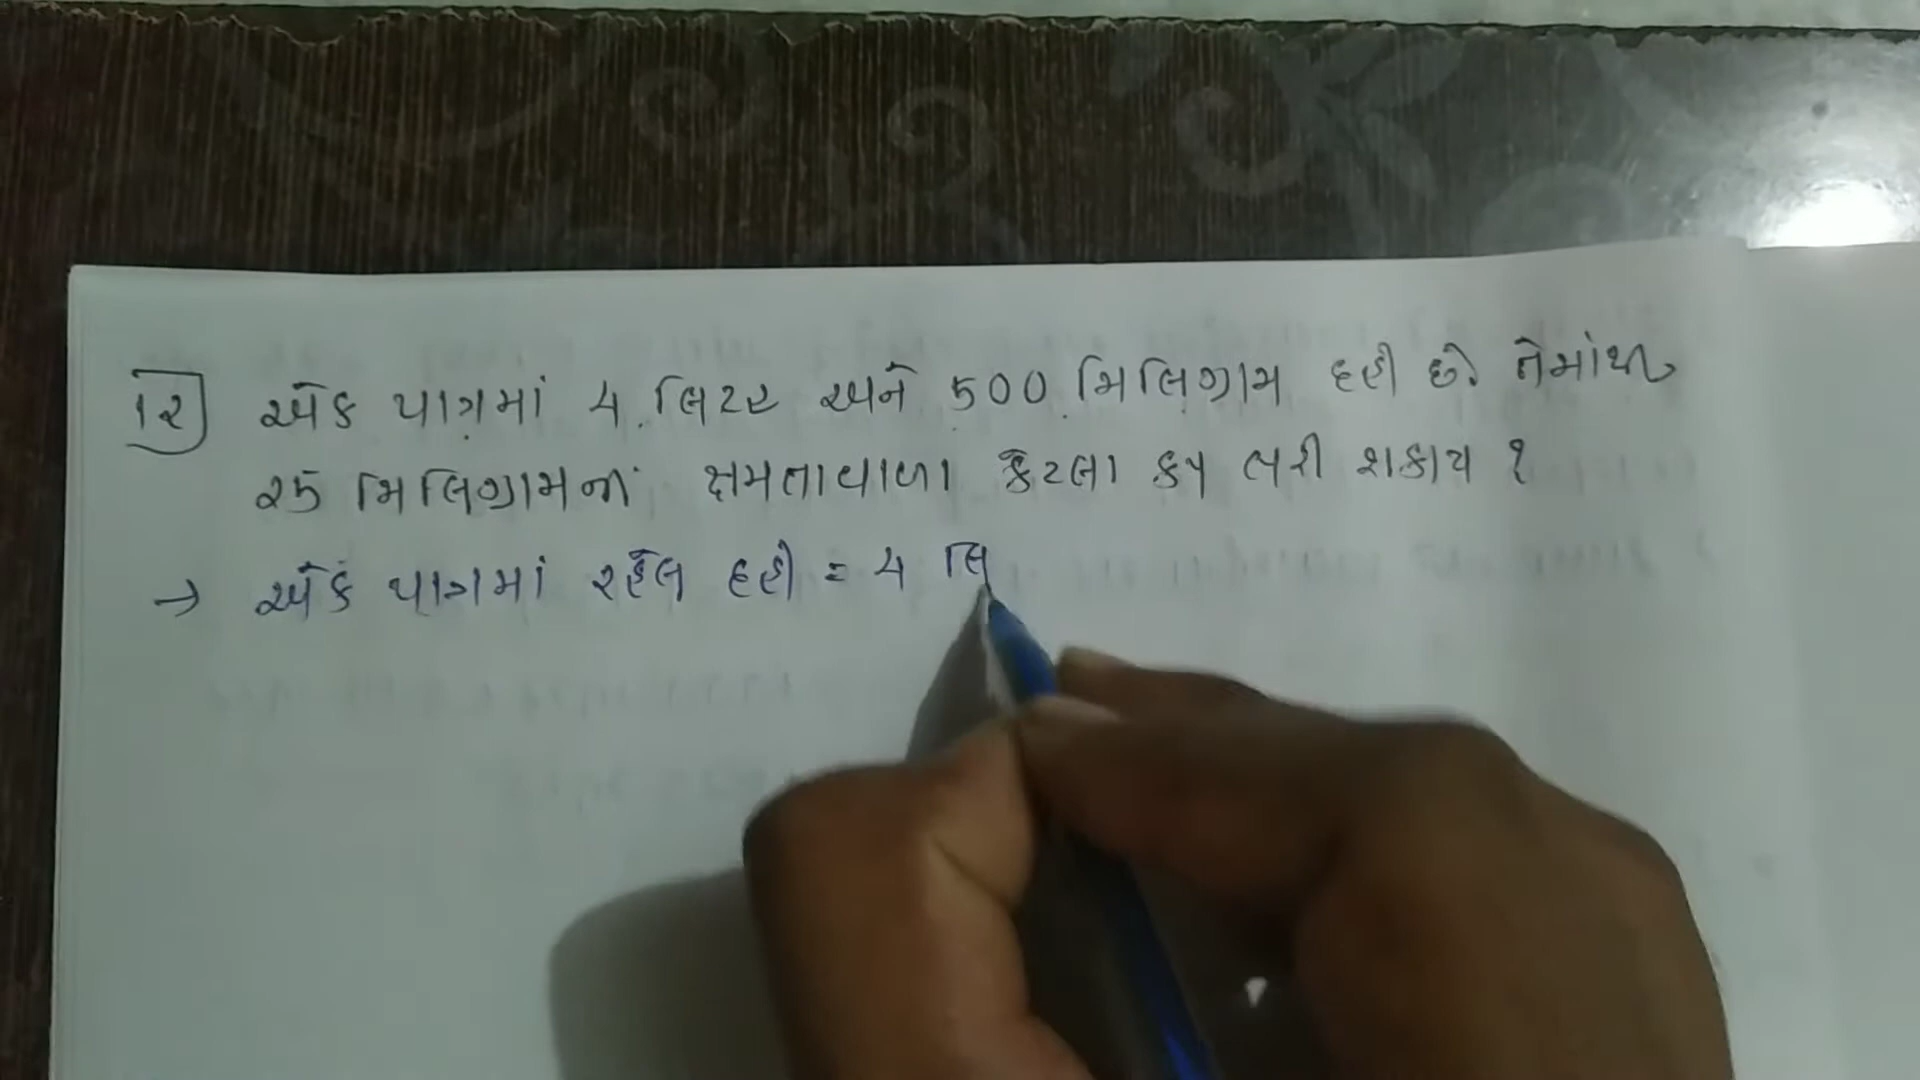 12 એક પાત્રમાં 4 લિટર અને 500 મિલિગ્રામ દહી છે. તેમાંથી
25 મિલિગ્રામના ક્ષમતાવાળા કેટલા કપ ભરી શકાય ?
→ એક પાત્રમાં રહેલ દહી = 4 લિ